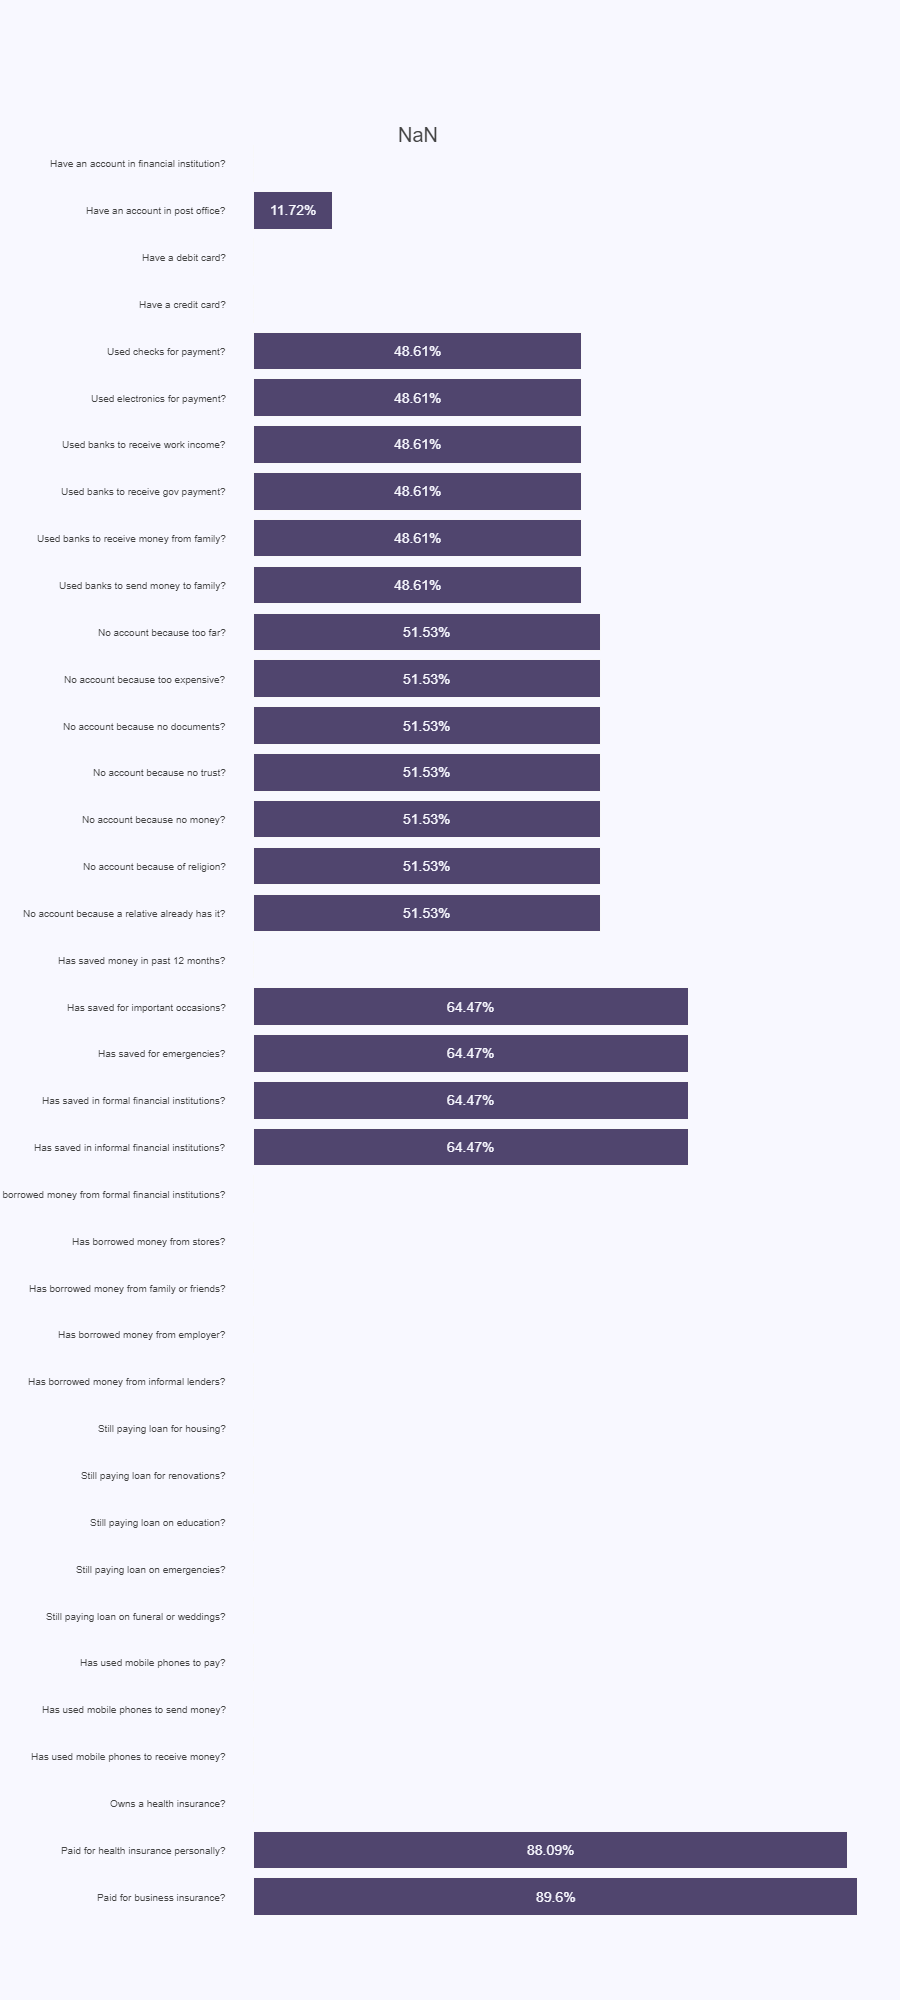 NaN
Have an account in financial institution?
Have an account in post office? 11.72%
Have a debit card?
Have a credit card?
Used checks for payment? 48.61%
Used electronics for payment? 48.61%
Used banks to receive work income? 48.61%
Used banks to receive gov payment? 48.61%
Used banks to receive money from family? 48.61%
Used banks to send money to family? 48.61%
No account because too far? 51.53%
No account because too expensive? 51.53%
No account because no documents? 51.53%
No account because no trust? 51.53%
No account because no money? 51.53%
No account because of religion? 51.53%
No account because a relative already has it? 51.53%
Has saved money in past 12 months?
Has saved for important occasions? 64.47%
Has saved for emergencies? 64.47%
Has saved in formal financial institutions? 64.47%
Has saved in informal financial institutions? 64.47%
borrowed money from formal financial institutions?
Has borrowed money from stores?
Has borrowed money from family or friends?
Has borrowed money from employer?
Has borrowed money from informal lenders?
Still paying loan for housing?
Still paying loan for renovations?
Still paying loan on education?
Still paying loan on emergencies?
Still paying loan on funeral or weddings?
Has used mobile phones to pay?
Has used mobile phones to send money?
Has used mobile phones to receive money?
Owns a health insurance?
Paid for health insurance personally? 88.09%
Paid for business insurance? 89.6%